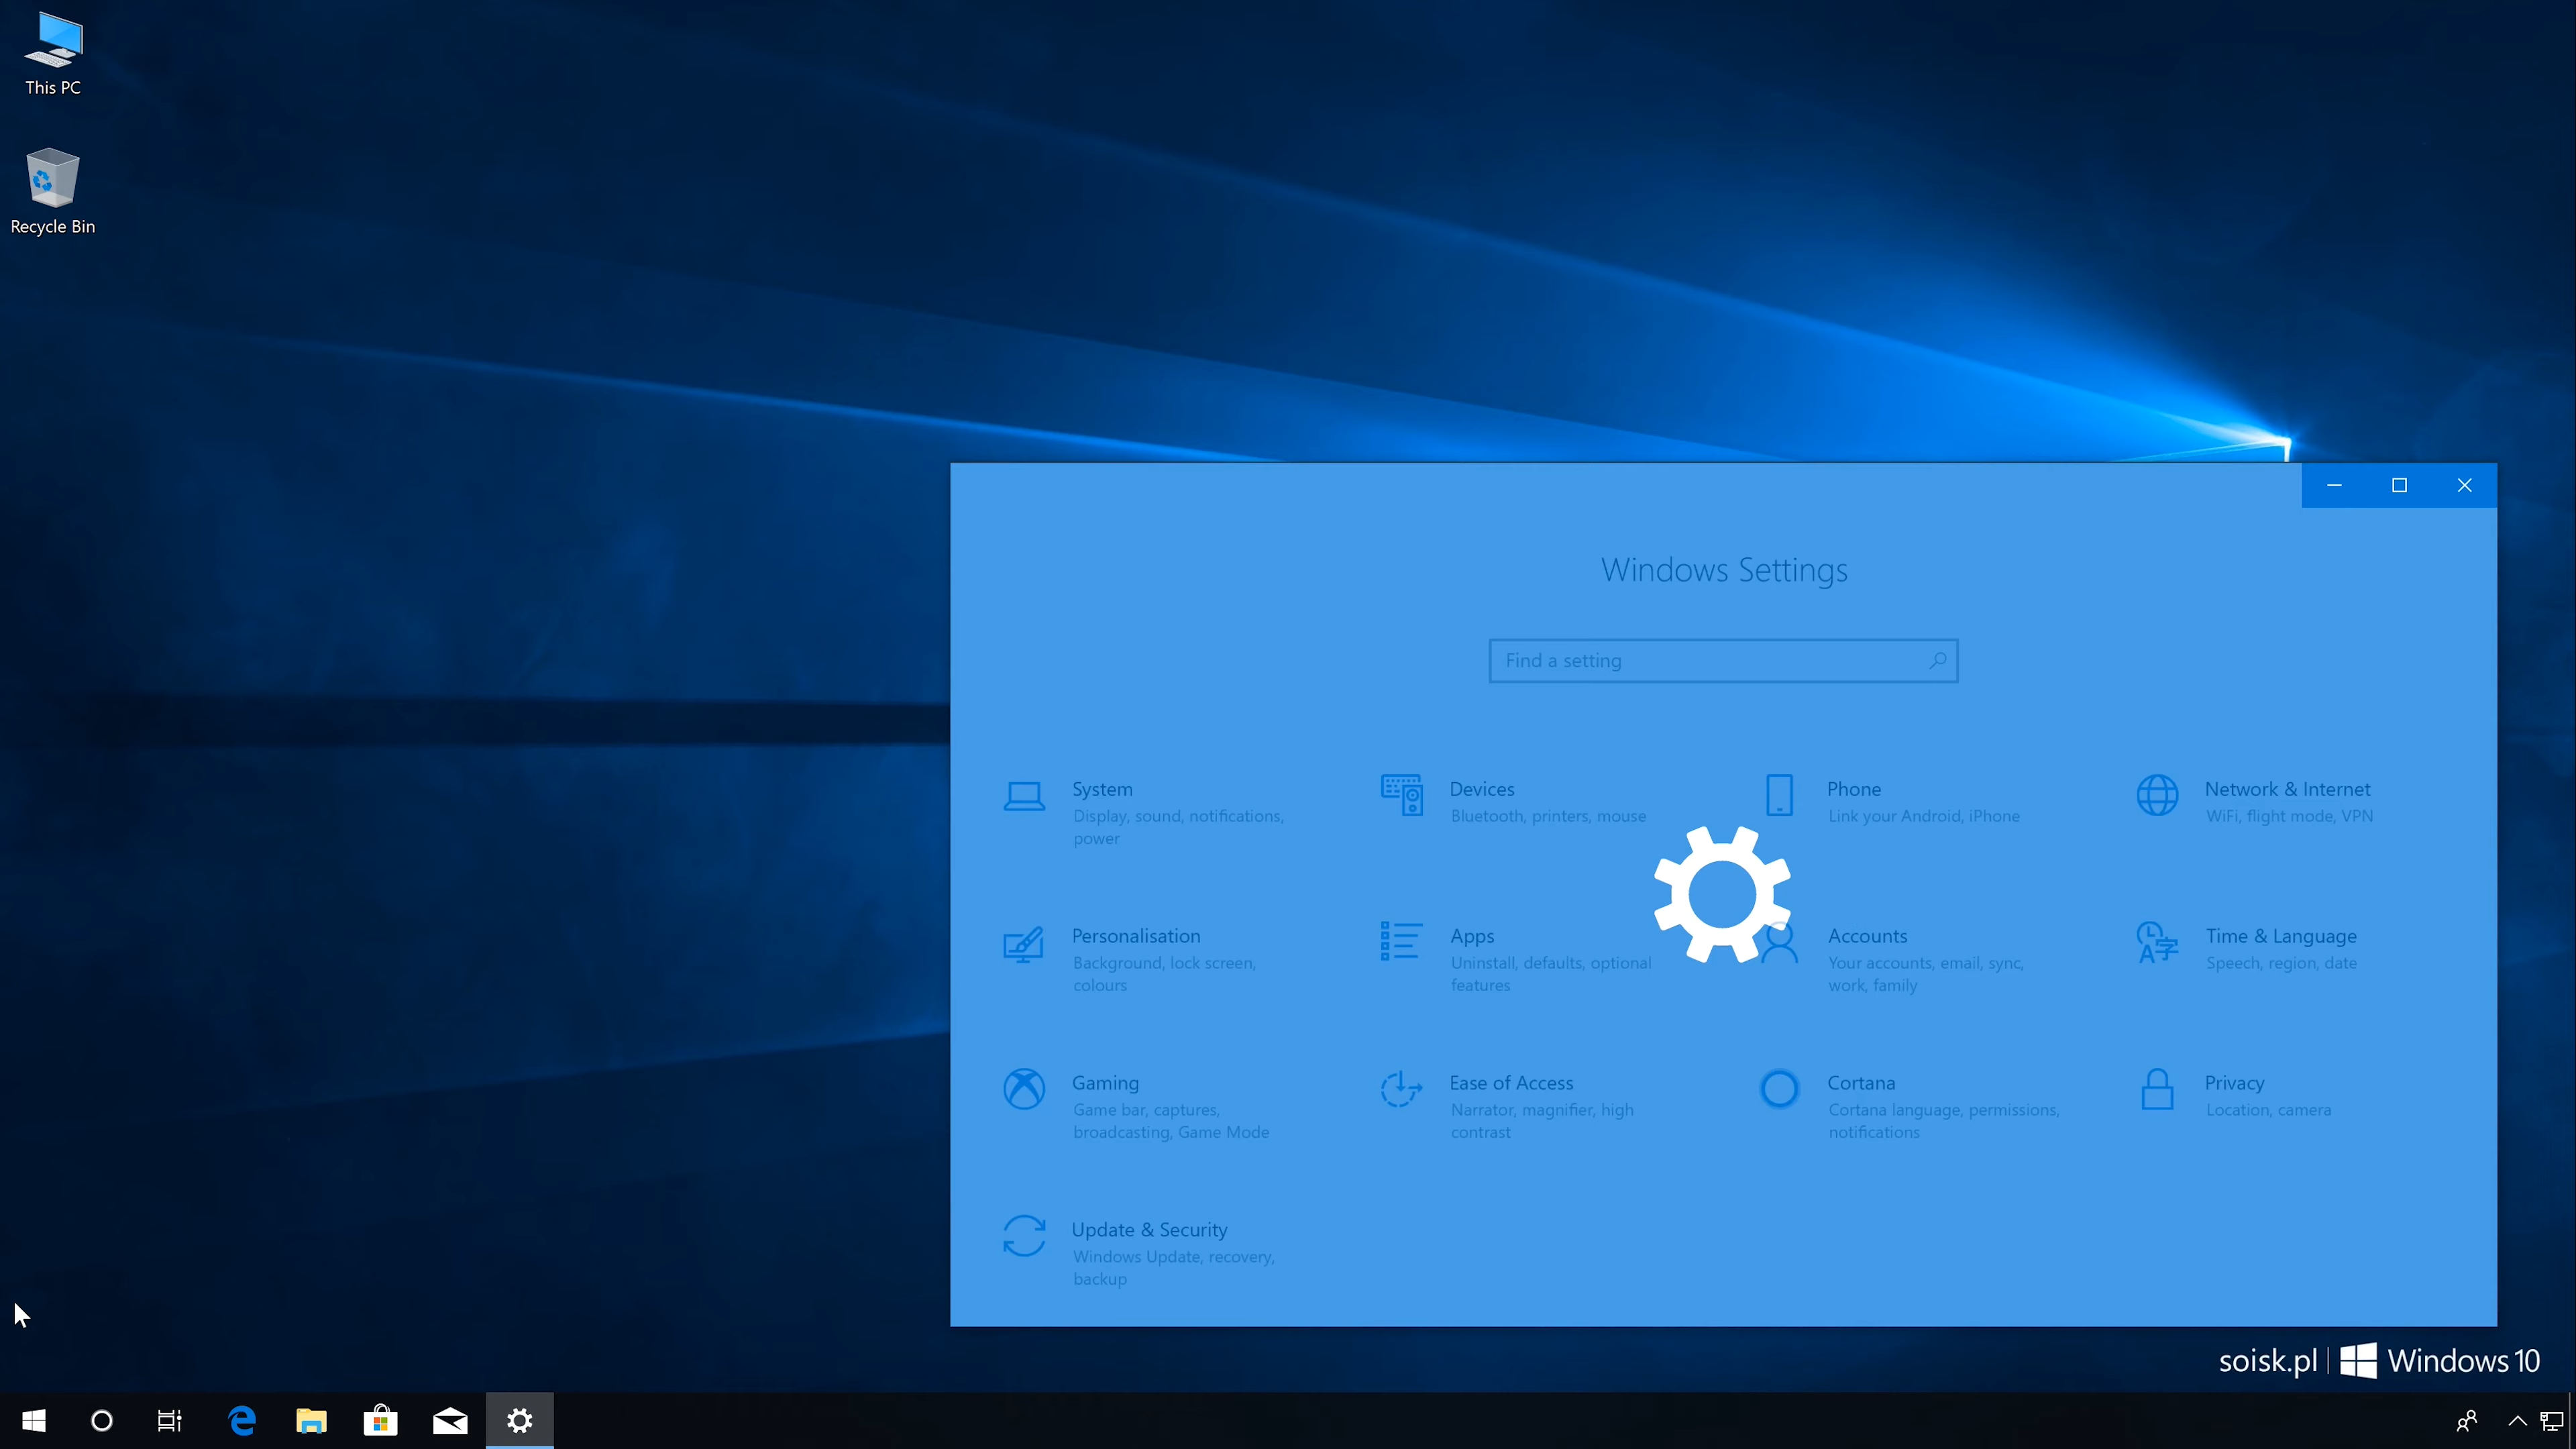 This PC
Recycle Bin
Windows Settings
Find a setting
System
Display, sound, notifications,
power
Devices
Bluetooth, printers, mouse
Phone
Link your Android, iPhone
Network & Internet
WiFi, flight mode, VPN
Personalisation
Background, lock screen,
colours
Apps
Uninstall, defaults, optional
features
Accounts
Your accounts, email, sync,
work, family
Time & Language
Speech, region, date
Gaming
Game bar, captures,
broadcasting, Game Mode
Ease of Access
Narrator, magnifier, high
contrast
Cortana
Cortana language, permissions,
notifications
Privacy
Location, camera
Update & Security
Windows Update, recovery,
backup
soisk.pl | Windows 10